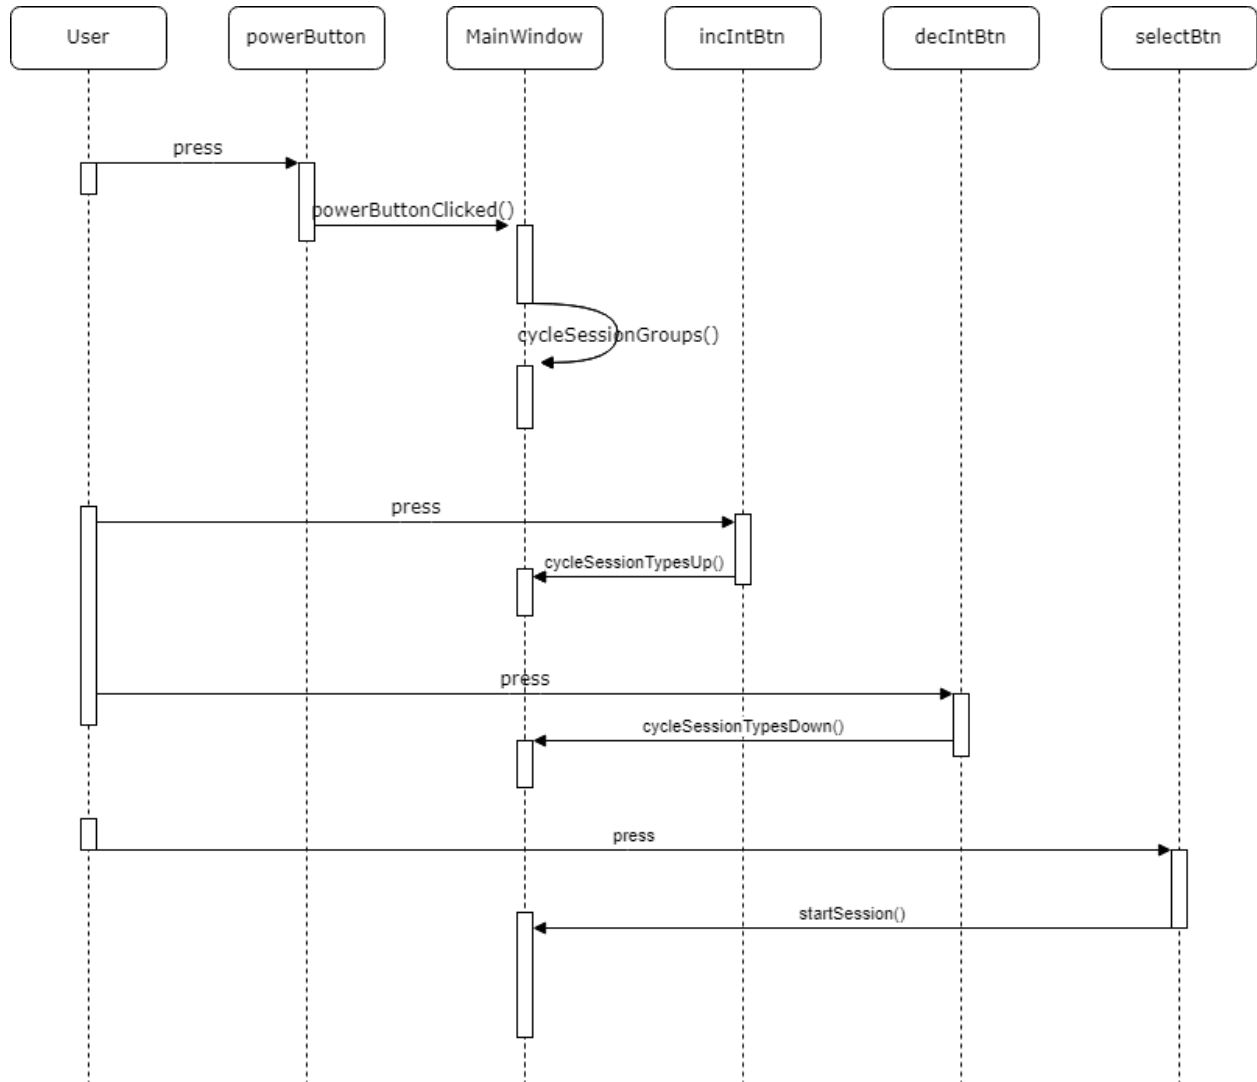 User
powerButton
MainWindow
incIntBtn
decIntBtn
selectBtn
press
powerButtonClicked()
cycleSessionGroups()
press
cycleSessionTypesUp()
press
cycleSessionTypesDown()
press
startSession()